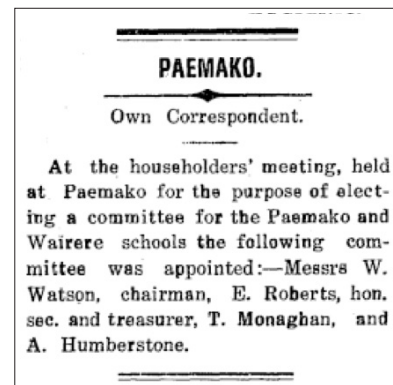 PAEMAKO.
Own Correspondent.
At the householders' meeting, held
at Paemako for the purpose of elect-
ing a committee for the Paemako and
Wairere schools the following com-
mittee was appointed:—Messrs W.
Watson, chairman, E. Roberts, hon.
sec. and treasurer, T. Monaghan, and
A. Humberstone.